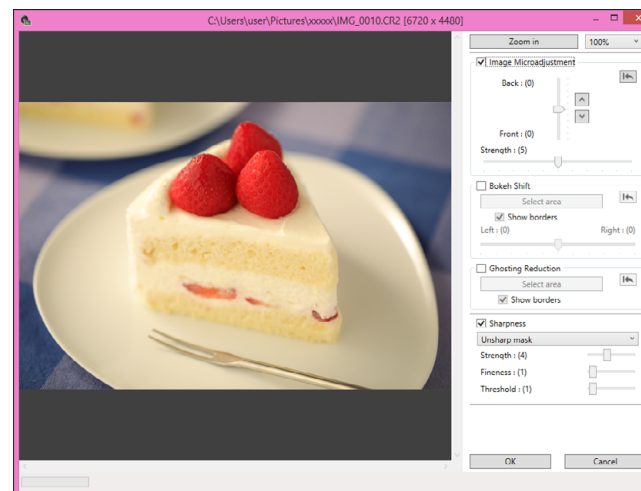 C:\Users\user\Pictures\xxxxx\IMG_0010.CR2 [6720 x 4480]
Zoom in
100%
Image Microadjustment
Back : (0)
Front : (0)
Strength : (5)
Bokeh Shift
Select area
Show borders
Left : (0) Right : (0)
Ghosting Reduction
Select area
Show borders
Sharpness
Unsharp mask
Strength : (4)
Fineness : (1)
Threshold : (1)
OK Cancel